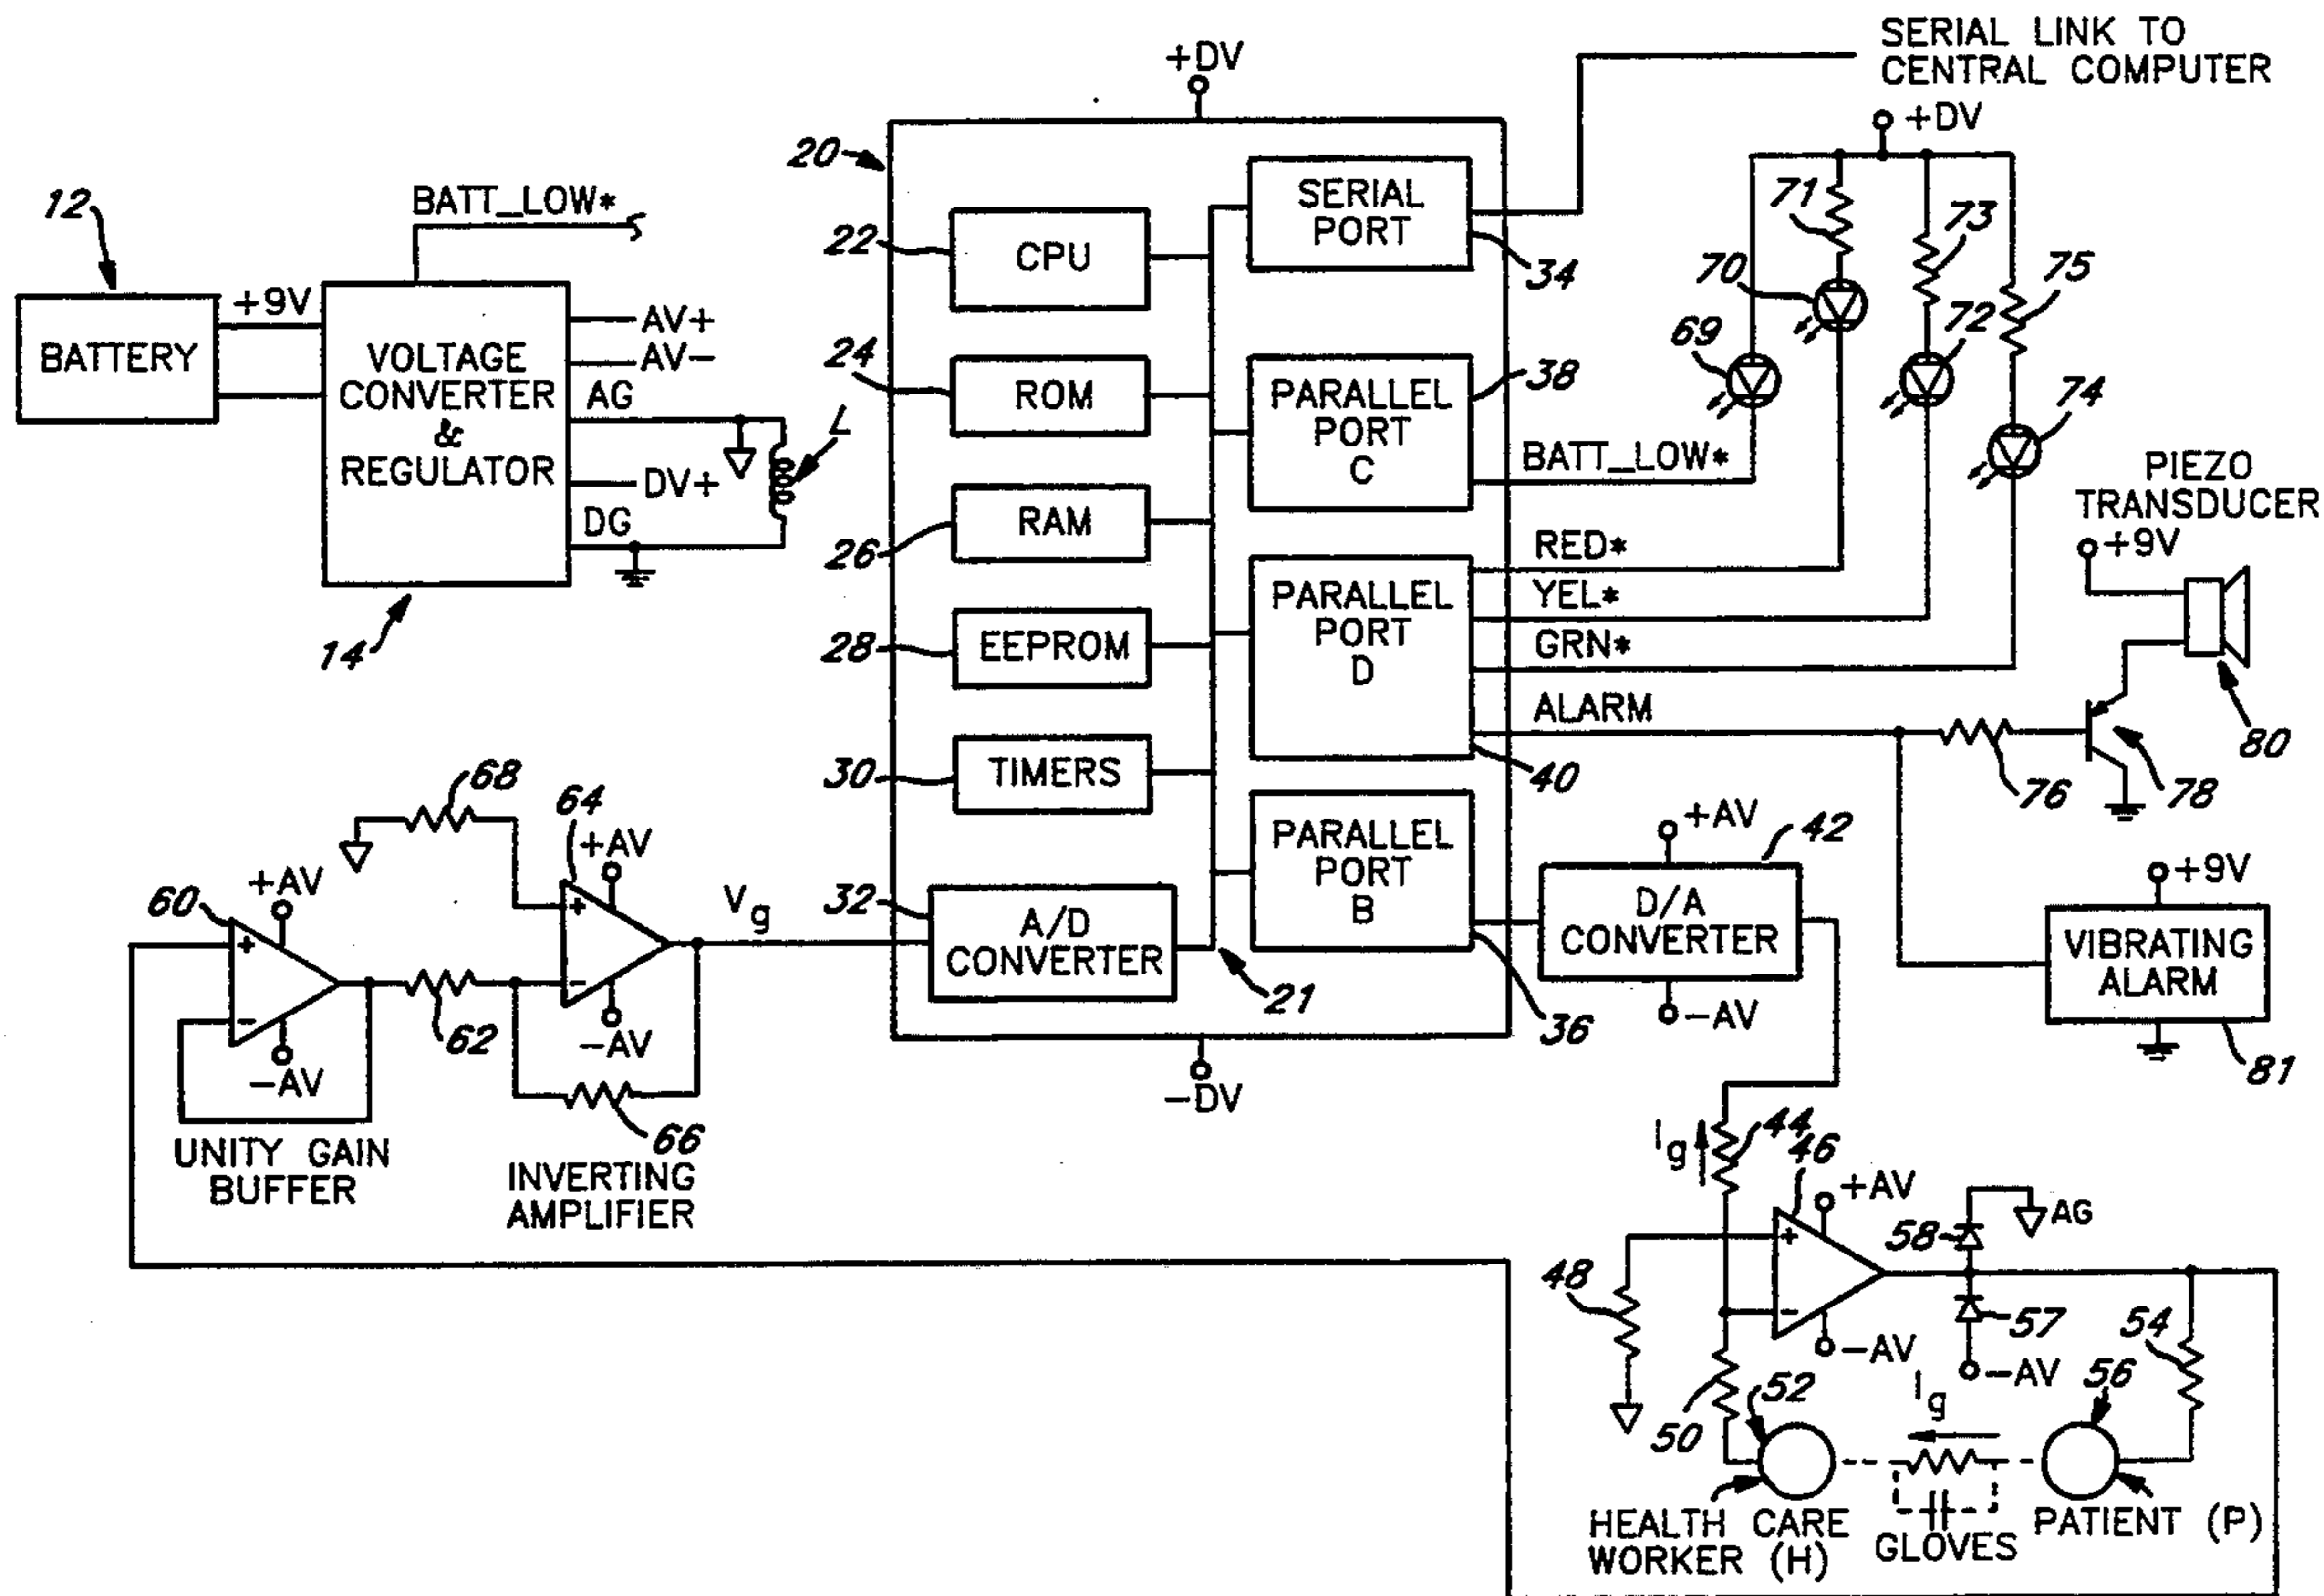 SERIAL LINK TO
CENTRAL COMPUTER
+DV
+DV
20
12
BATT_LOW*
BATTERY
+9V
VOLTAGE
CONVERTER
&
REGULATOR
AV+
AV-
AG
DV+
DG
L
14
22
CPU
24
ROM
26
RAM
28
EEPROM
30
TIMERS
32
A/D
CONVERTER
21
SERIAL
PORT
34
PARALLEL
PORT
C
38
BATT_LOW*
PARALLEL
PORT
D
40
RED*
YEL*
GRN*
ALARM
PARALLEL
PORT
B
36
-DV
71
73
75
70
72
69
74
PIEZO
TRANSDUCER
+9V
80
76
78
+9V
VIBRATING
ALARM
81
+AV
42
D/A
CONVERTER
-AV
68
64
+AV
60
+AV
+
-
-AV
62
+
-
-AV
66
Vg
UNITY GAIN
BUFFER
INVERTING
AMPLIFIER
Ig
44
46
+AV
+
-
-AV
48
50
58
AG
57
-AV
54
52
56
Ig
HEALTH CARE
WORKER (H)
GLOVES
PATIENT (P)